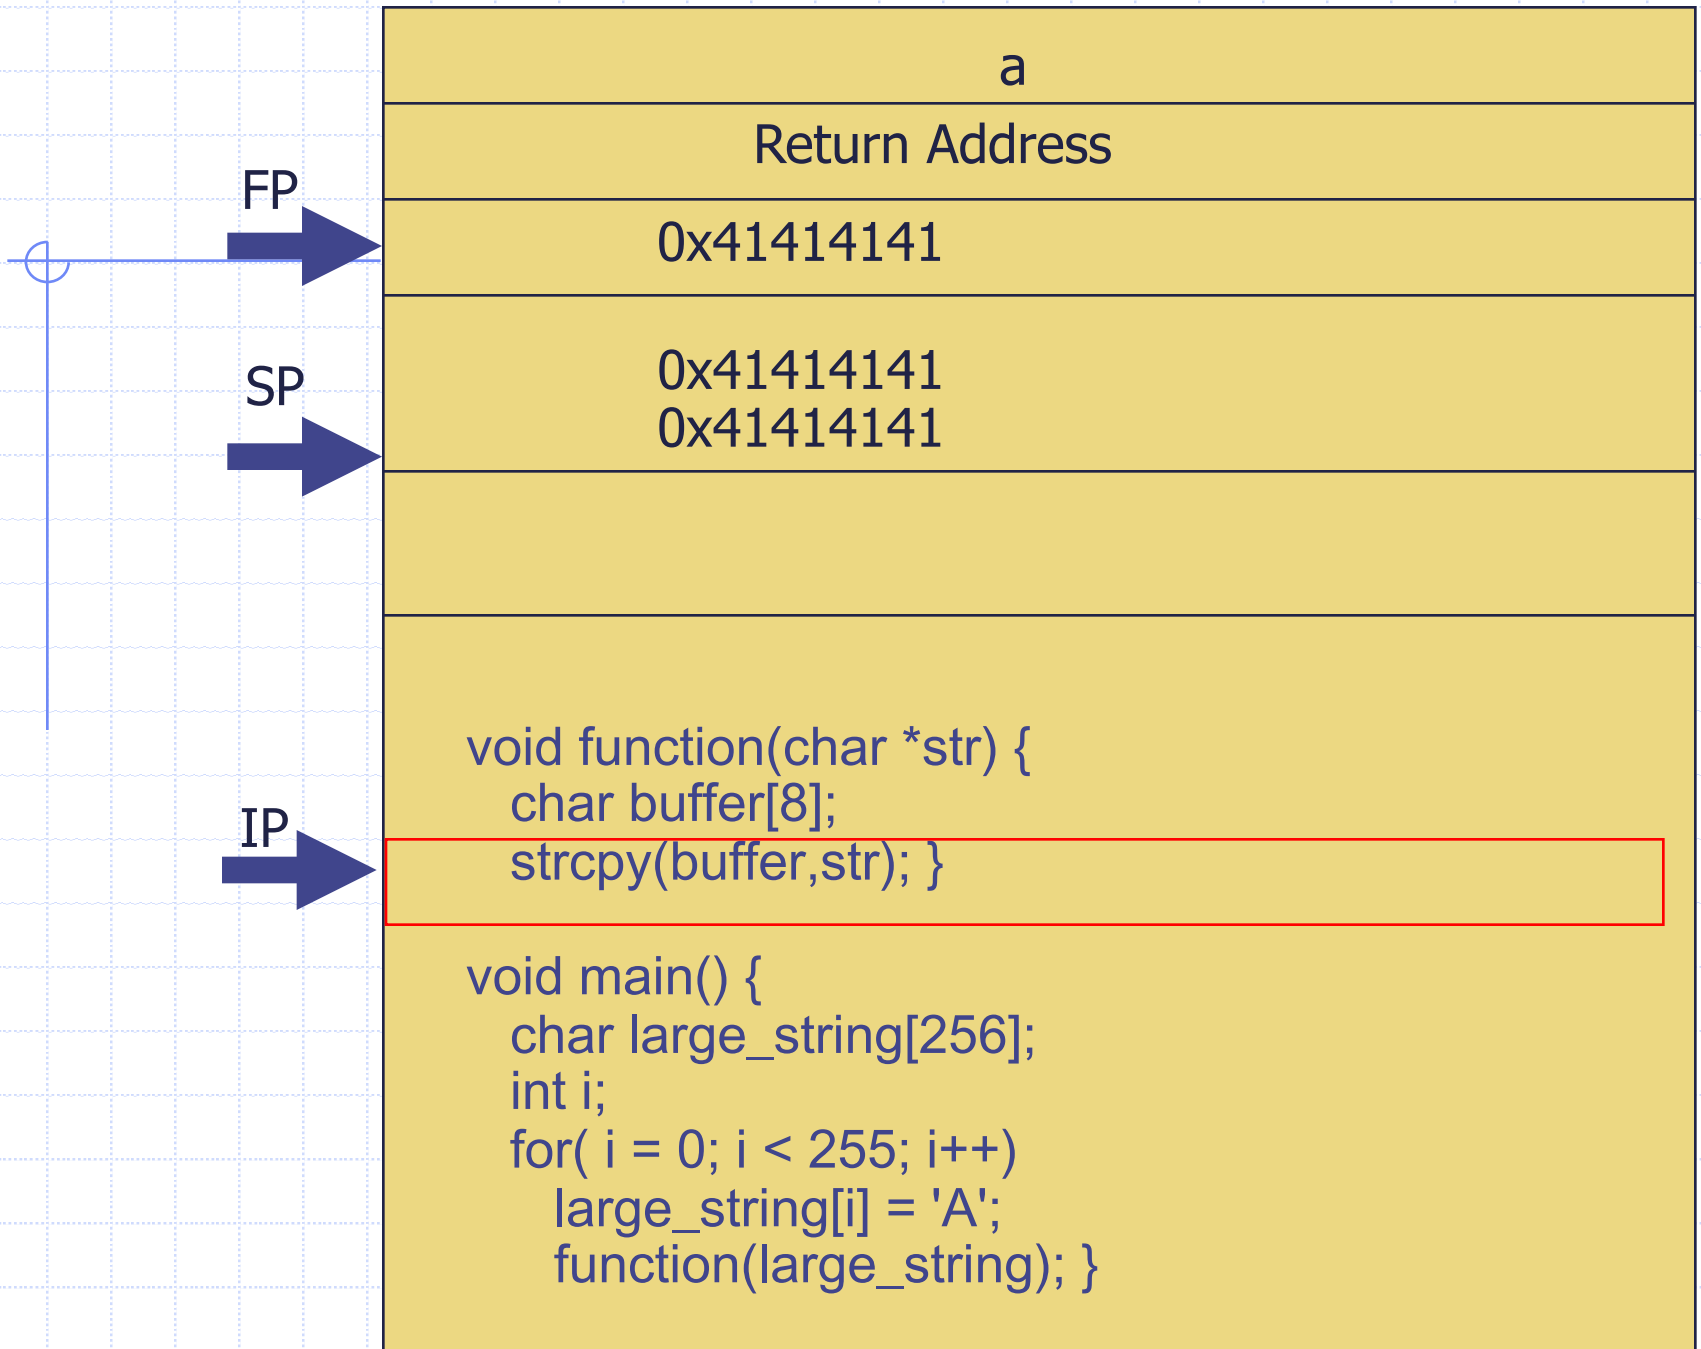 a
Return Address
FP
0x41414141
0x41414141
SP
0x41414141
void function(char *str) {
char buffer[8];
IP
strcpy(buffer,str); }
void main() {
char large_string[256];
int i;
for( i = 0; i < 255; i++)
large_string[i] = 'A';
function(large_string); }